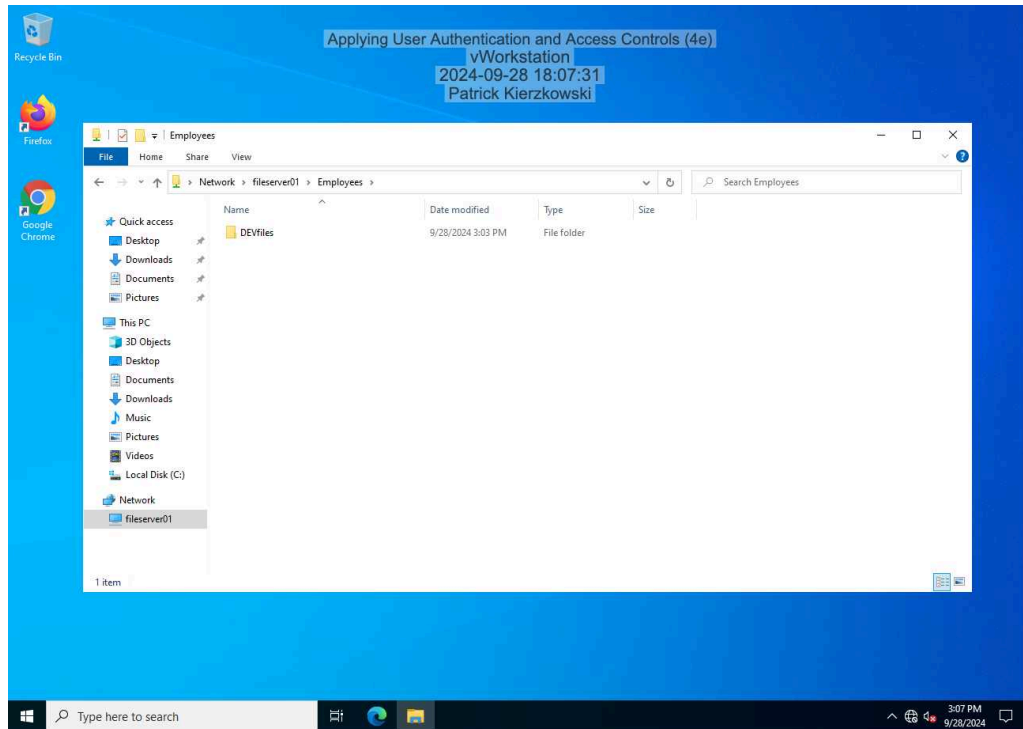 Applying User Authentication and Access Controls (4e)
vWorkstation
2024-09-28 18:07:31
Patrick Kierzkowski
Recycle Bin
Firefox
Google
Chrome
Employees
File Home Share View
Network › fileserver01 › Employees ›
Search Employees
Name Date modified Type Size
DEVfiles 9/28/2024 3:03 PM File folder
Quick access
Desktop
Downloads
Documents
Pictures
This PC
3D Objects
Desktop
Documents
Downloads
Music
Pictures
Videos
Local Disk (C:)
Network
fileserver01
1 item
Type here to search
3:07 PM
9/28/2024